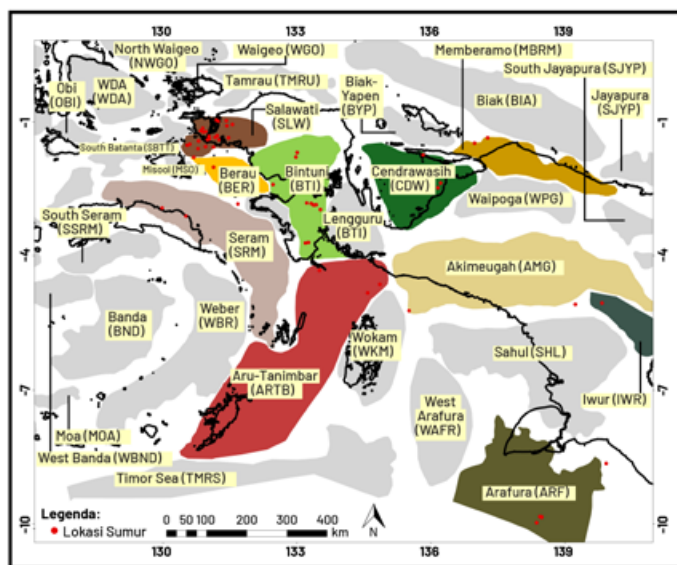 130 133 136 139
North Waigeo
(NWGO)
Waigeo (WGO)
Memberamo (MBRM)
South Jayapura (SJYP)
Obi
(OBI)
WDA
(WDA)
Tamrau (TMRU)
Biak-
Yapen
(BYP)
Biak (BIA)
Jayapura
(SJYP)
Salawati
(SLW)
-1
-1
South Batanta (SBTT)
Misool (MSO)
Berau
(BER)
Bintun
(BTI)
Cendrawasih
(CDW)
Waipoga (WPG)
South Seram
(SSRM)
Seram
(SRM)
Lengguru
(BTI)
-4
-4
Akimeugah (AMG)
Banda
(BND)
Weber
(WBR)
Wokam
(WKM)
Sahul (SHL)
Aru-Tanimbar
(ARTB)
Iwur (IWR)
-7
-7
West
Arafura
(WAFR)
Moa (MOA)
West Banda (WBND)
Timor Sea (TMRS)
Arafura (ARF)
Legenda:
Lokasi Sumur
0 50 100 200 300 400
km
N
-10
-10
130 133 136 139